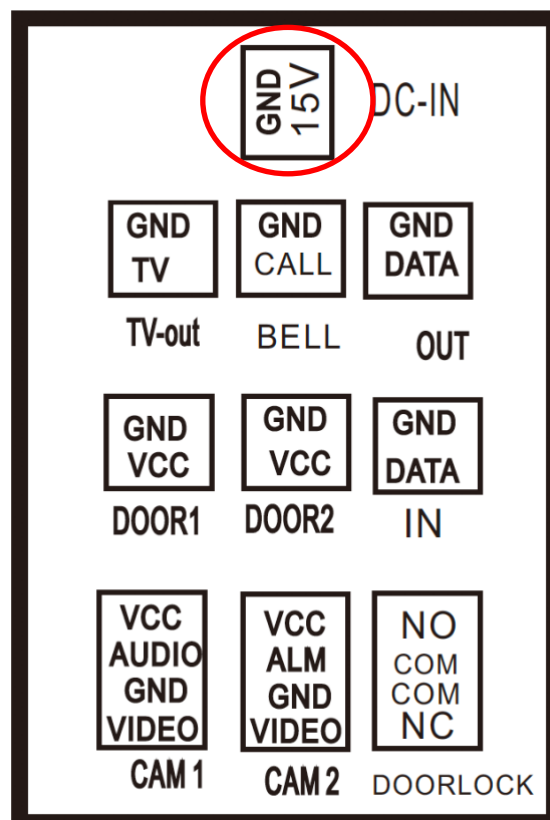 GND
15V
DC-IN
GND
TV
TV-out
GND
CALL
BELL
GND
DATA
OUT
GND
VCC
DOOR1
GND
VCC
DOOR2
GND
DATA
IN
VCC
AUDIO
GND
VIDEO
CAM 1
VCC
ALM
GND
VIDEO
CAM 2
NO
COM
COM
NC
DOORLOCK